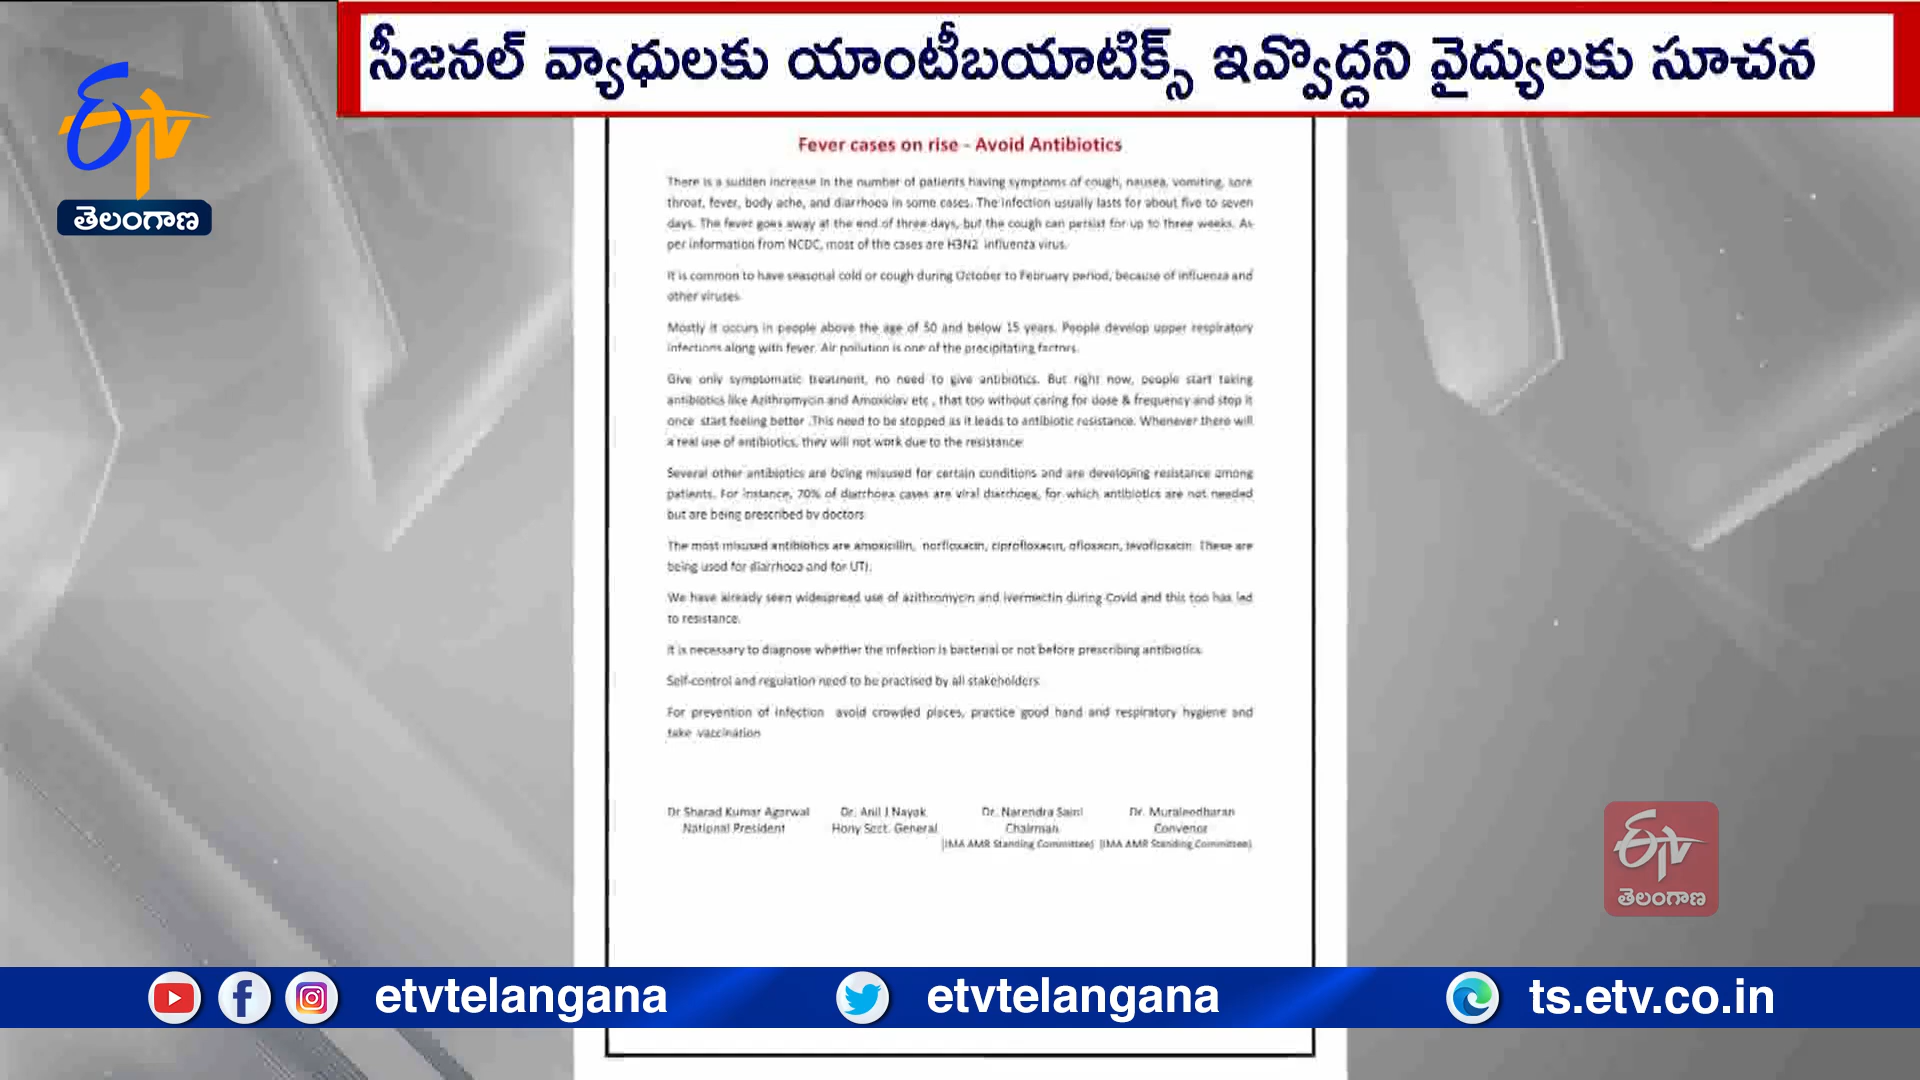 సీజనల్ వ్యాధులకు యాంటీబయాటిక్స్ ఇవ్వొద్దని వైద్యులకు సూచన
ETV
తెలంగాణ
Fever cases on rise - Avoid Antibiotics
There is a sudden increase in the number of patients having symptoms of cough, nausea, vomiting, sore
throat, fever, body ache, and diarrhoea in some cases. The infection usually lasts for about five to seven
days. The fever goes away at the end of three days, but the cough can persist for up to three weeks. As
per information from NCDC, most of the cases are H3N2 influenza virus.
It is common to have seasonal cold or cough during October to February period, because of influenza and
other viruses.
Mostly it occurs in people above the age of 50 and below 15 years. People develop upper respiratory
infections along with fever. Air pollution is one of the precipitating factors.
Give only symptomatic treatment, no need to give antibiotics. But right now, people start taking
antibiotics like Azithromycin and Amoxiclav etc , that too without caring for dose & frequency and stop it
once start feeling better .This need to be stopped as it leads to antibiotic resistance. Whenever there will
a real use of antibiotics, they will not work due to the resistance
Several other antibiotics are being misused for certain conditions and are developing resistance among
patients. For instance, 70% of diarrhoea cases are viral diarrhoea, for which antibiotics are not needed
but are being prescribed by doctors
The most misused antibiotics are amoxicillin, norfloxacin, ciprofloxacin, ofloxacin, levofloxacin. These are
being used for diarrhoea and for UTI.
We have already seen widespread use of azithromycin and ivermectin during Covid and this too has led
to resistance.
It is necessary to diagnose whether the infection is bacterial or not before prescribing antibiotics.
Self-control and regulation need to be practised by all stakeholders.
For prevention of infection avoid crowded places, practice good hand and respiratory hygiene and
take vaccination
Dr Sharad Kumar Agarwal Dr. Anil J Nayak Dr. Narendra Saini Dr. Muraleedharan
National President Hony Sect. General Chairman Convenor
(IMA AMR Standing Committee) (IMA AMR Standing Committee)
ETV
తెలంగాణ
etvtelangana etvtelangana ts.etv.co.in